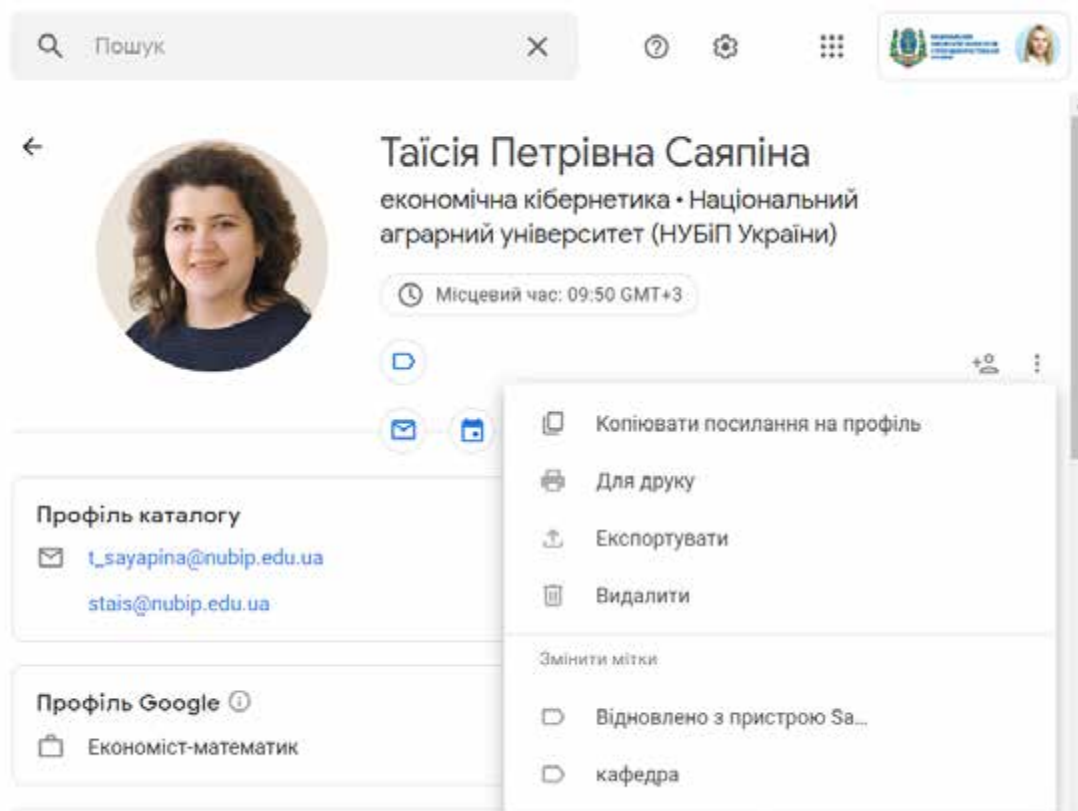 Пошук
Таїсія Петрівна Саяпіна
економічна кібернетика • Національний
аграрний університет (НУБіП України)
Місцевий час: 09:50 GMT+3
Копіювати посилання на профіль
Для друку
Експортувати
Видалити
Змінити мітки
Відновлено з пристрою Sa...
кафедра
Профіль каталогу
t_sayapina@nubip.edu.ua
stais@nubip.edu.ua
Профіль Google
Економіст-математик